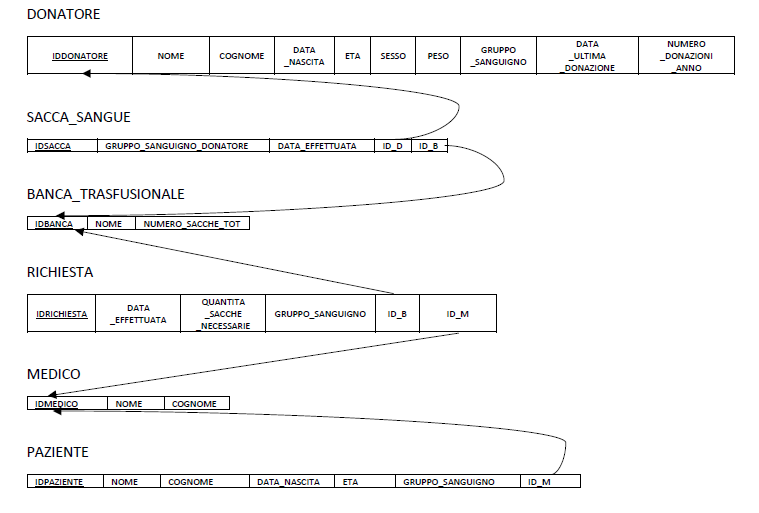 DONATORE
IDDONATORE NOME COGNOME DATA _NASCITA ETA SESSO PESO GRUPPO _SANGUIGNO DATA _ULTIMA _DONAZIONE NUMERO _DONAZIONI _ANNO
SACCA_SANGUE
IDSACCA GRUPPO_SANGUIGNO_DONATORE DATA_EFFETTUATA ID_D ID_B
BANCA_TRASFUSIONALE
IDBANCA NOME NUMERO_SACCHE_TOT
RICHIESTA
IDRICHIESTA DATA _EFFETTUATA QUANTITA _SACCHE _NECESSARIE GRUPPO_SANGUIGNO ID_B ID_M
MEDICO
IDMEDICO NOME COGNOME
PAZIENTE
IDPAZIENTE NOME COGNOME DATA_NASCITA ETA GRUPPO_SANGUIGNO ID_M